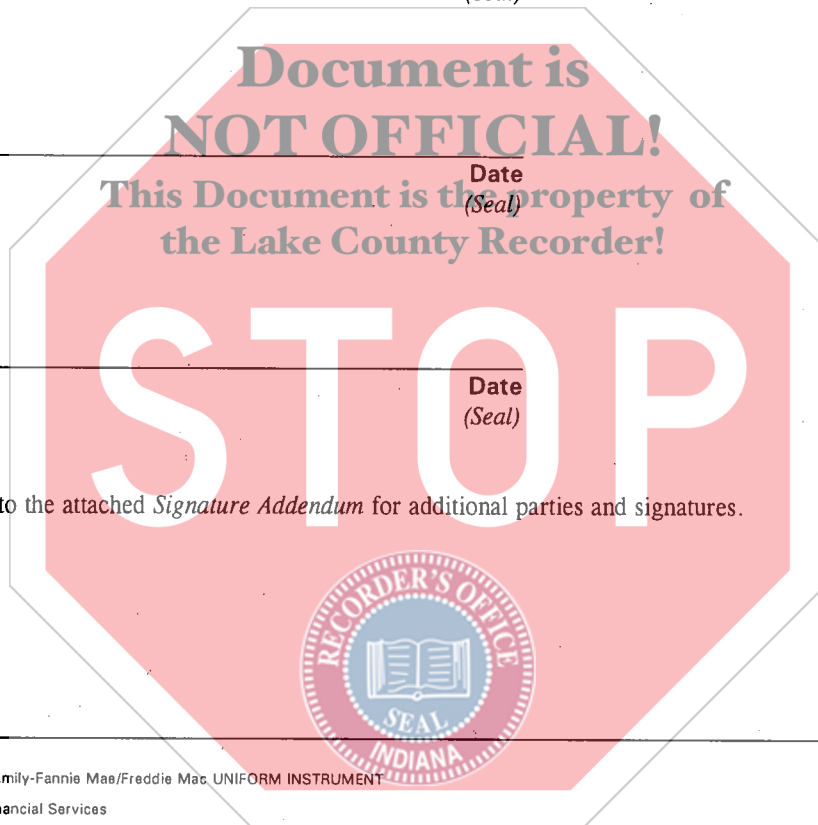 (Seal)
Document is
NOT OFFICIAL!
Date
This Document is the property of
(Seal)
the Lake County Recorder!
STOP
Date
(Seal)
to the attached Signature Addendum for additional parties and signatures.
RECORDER'S OFFICE
SEAL
INDIANA
mily-Fannie Mae/Freddie Mac UNIFORM INSTRUMENT
nancial Services